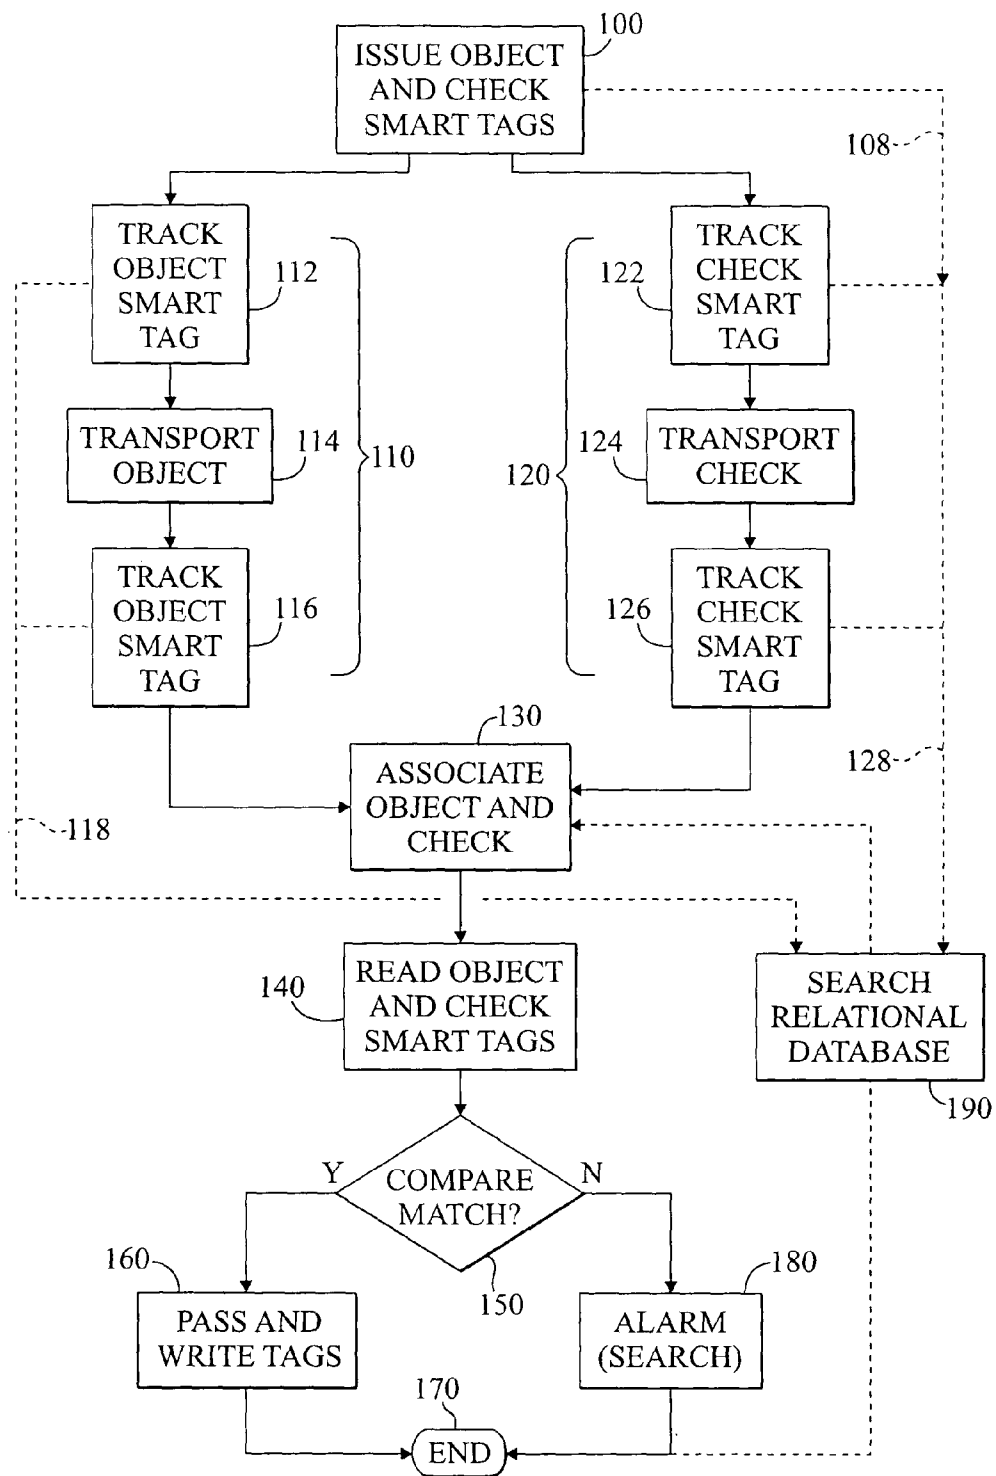 100
ISSUE OBJECT
AND CHECK
SMART TAGS
108
TRACK
OBJECT
SMART
TAG
112
122
TRACK
CHECK
SMART
TAG
TRANSPORT
OBJECT
114
110
120
124
TRANSPORT
CHECK
TRACK
OBJECT
SMART
TAG
116
126
TRACK
CHECK
SMART
TAG
130
ASSOCIATE
OBJECT AND
CHECK
118
128
140
READ OBJECT
AND CHECK
SMART TAGS
SEARCH
RELATIONAL
DATABASE
190
Y
COMPARE
MATCH?
N
150
160
PASS AND
WRITE TAGS
180
ALARM
(SEARCH)
170
END